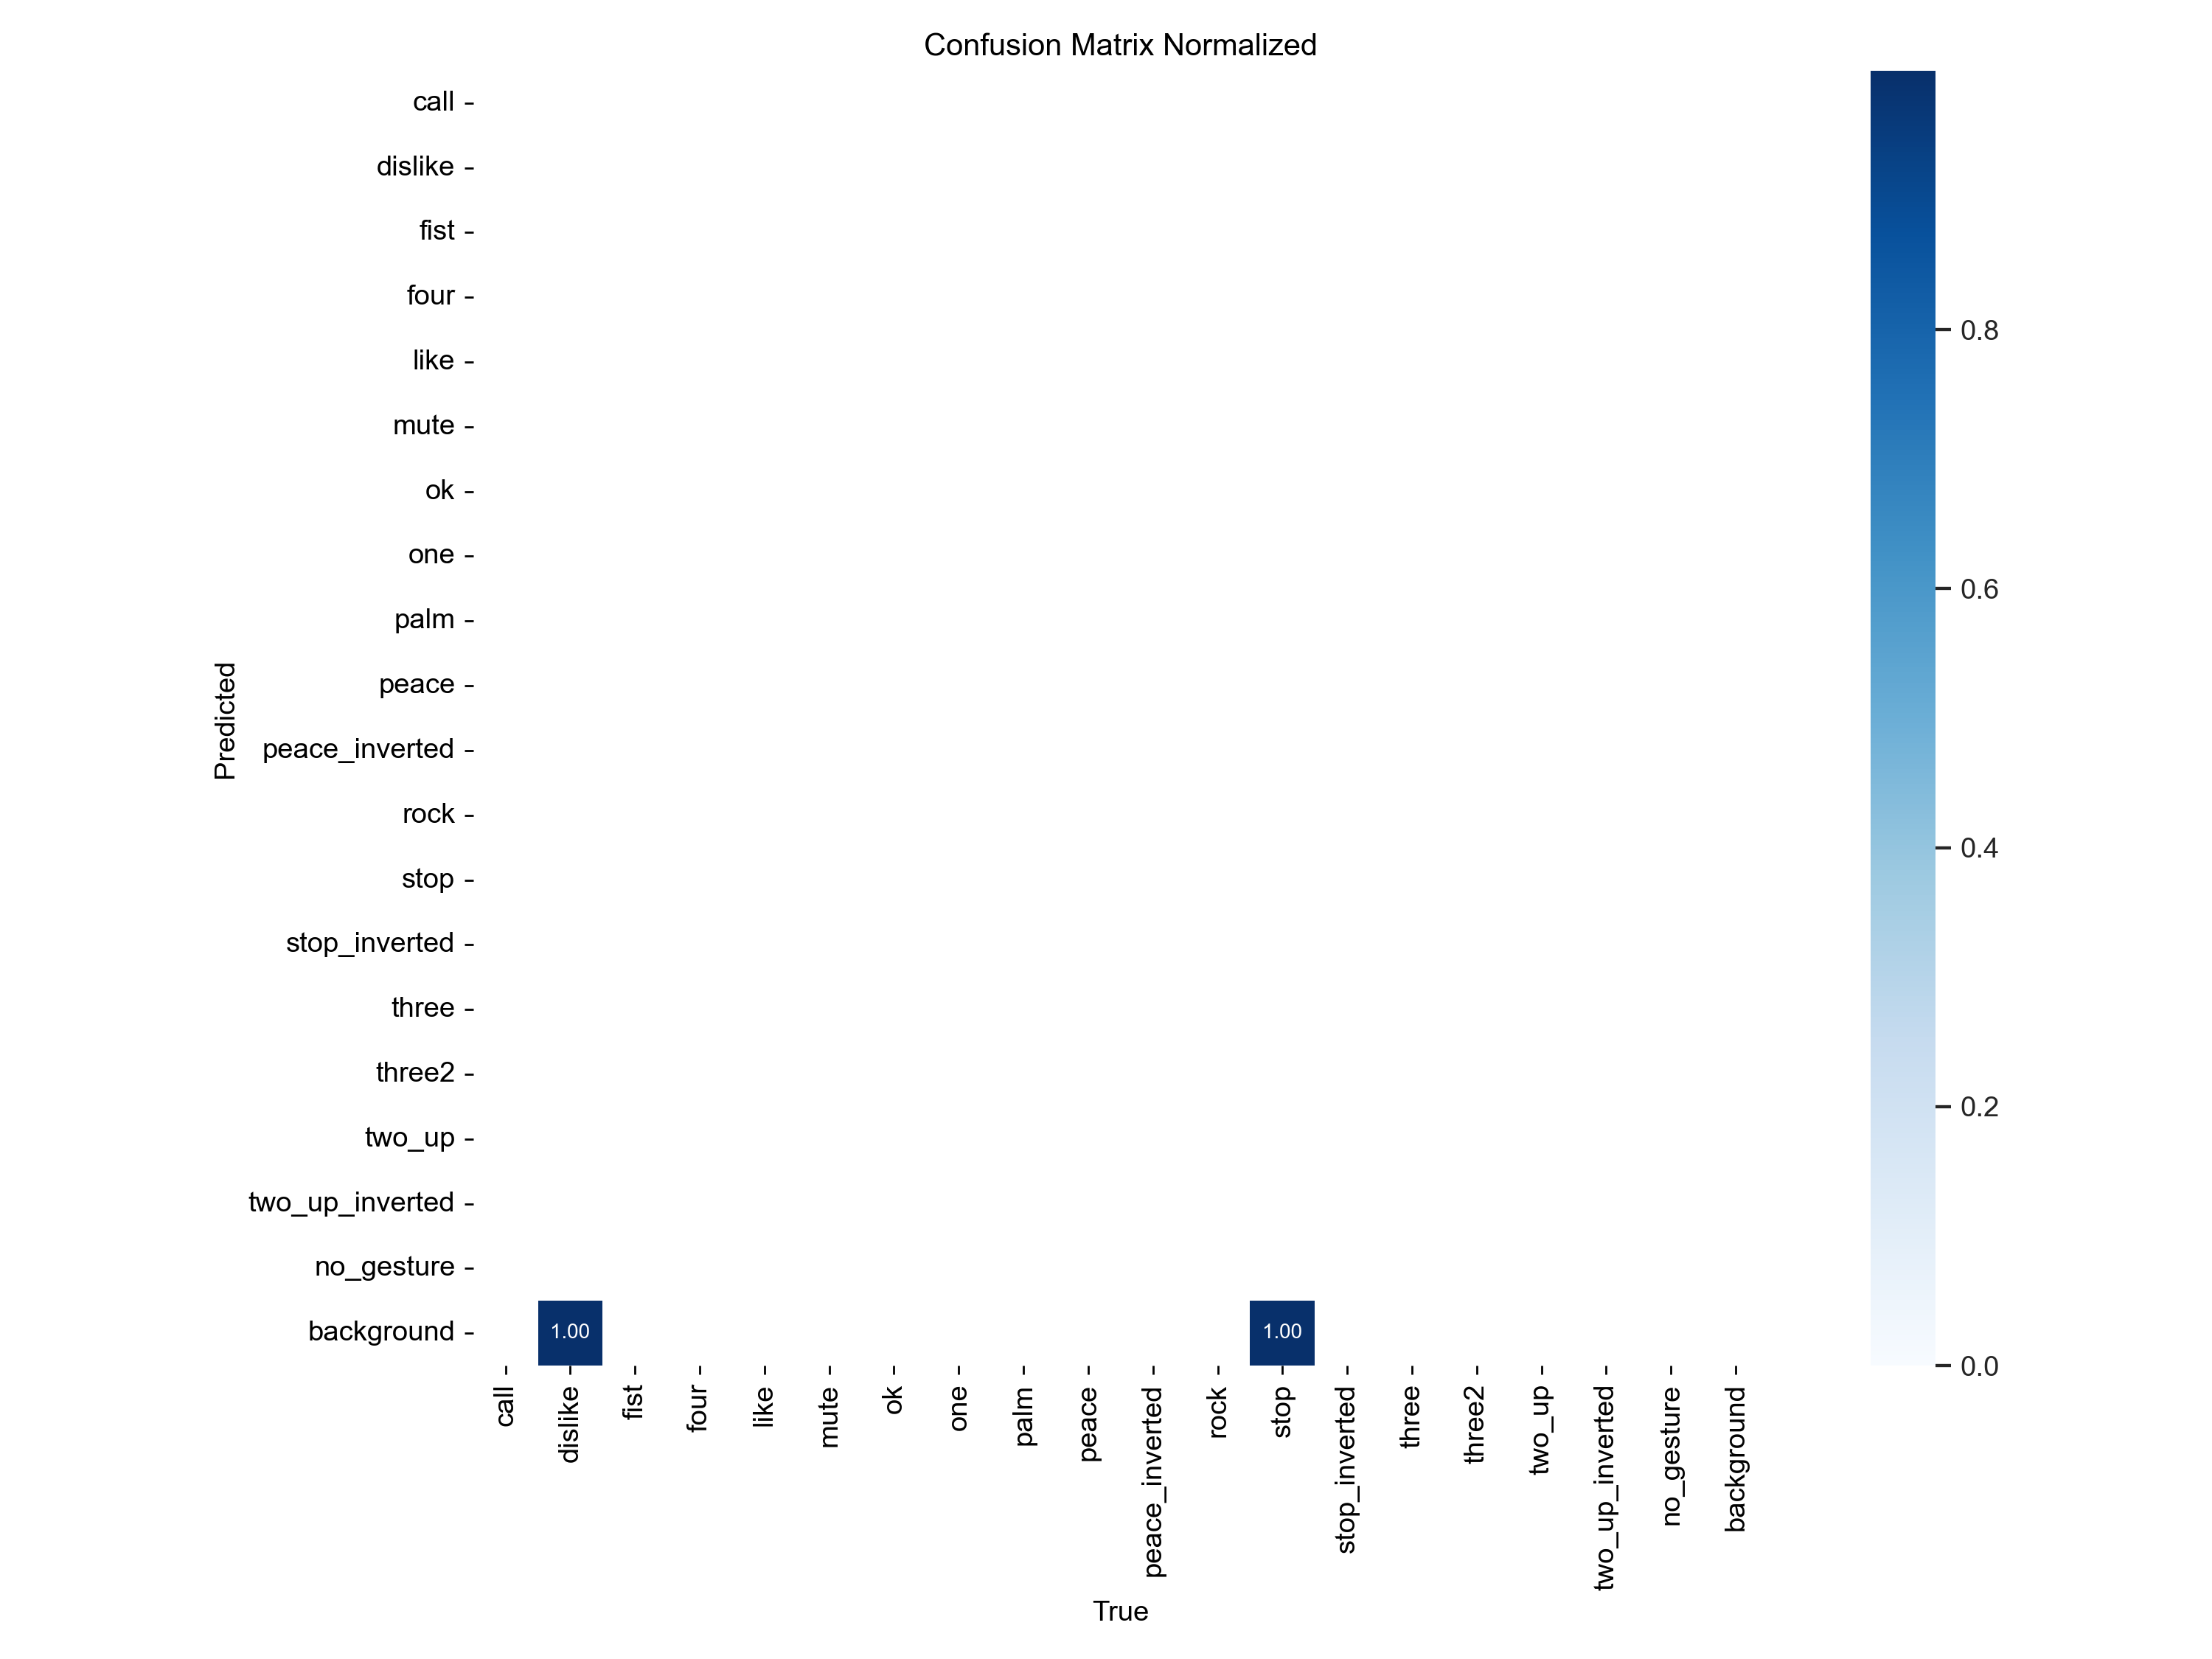 Confusion Matrix Normalized
call
dislike
fist
four
like
mute
ok
one
palm
peace
peace_inverted
rock
stop
stop_inverted
three
three2
two_up
two_up_inverted
no_gesture
background
Predicted
1.00
1.00
call
dislike
fist
four
like
mute
ok
one
palm
peace
peace_inverted
rock
stop
stop_inverted
three
three2
two_up
two_up_inverted
no_gesture
background
True
0.8
0.6
0.4
0.2
0.0